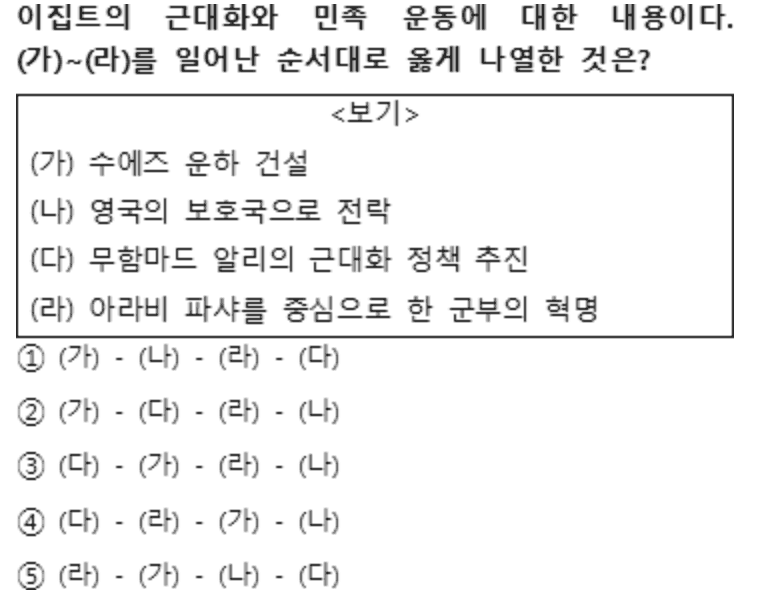 이집트의 근대화와 민족 운동에 대한 내용이다.
(가)~(라)를 일어난 순서대로 옳게 나열한 것은?
<보기>
(가) 수에즈 운하 건설
(나) 영국의 보호국으로 전락
(다) 무함마드 알리의 근대화 정책 추진
(라) 아라비 파샤를 중심으로 한 군부의 혁명
① (가) - (나) - (라) - (다)
② (가) - (다) - (라) - (나)
③ (다) - (가) - (라) - (나)
④ (다) - (라) - (가) - (나)
⑤ (라) - (가) - (나) - (다)